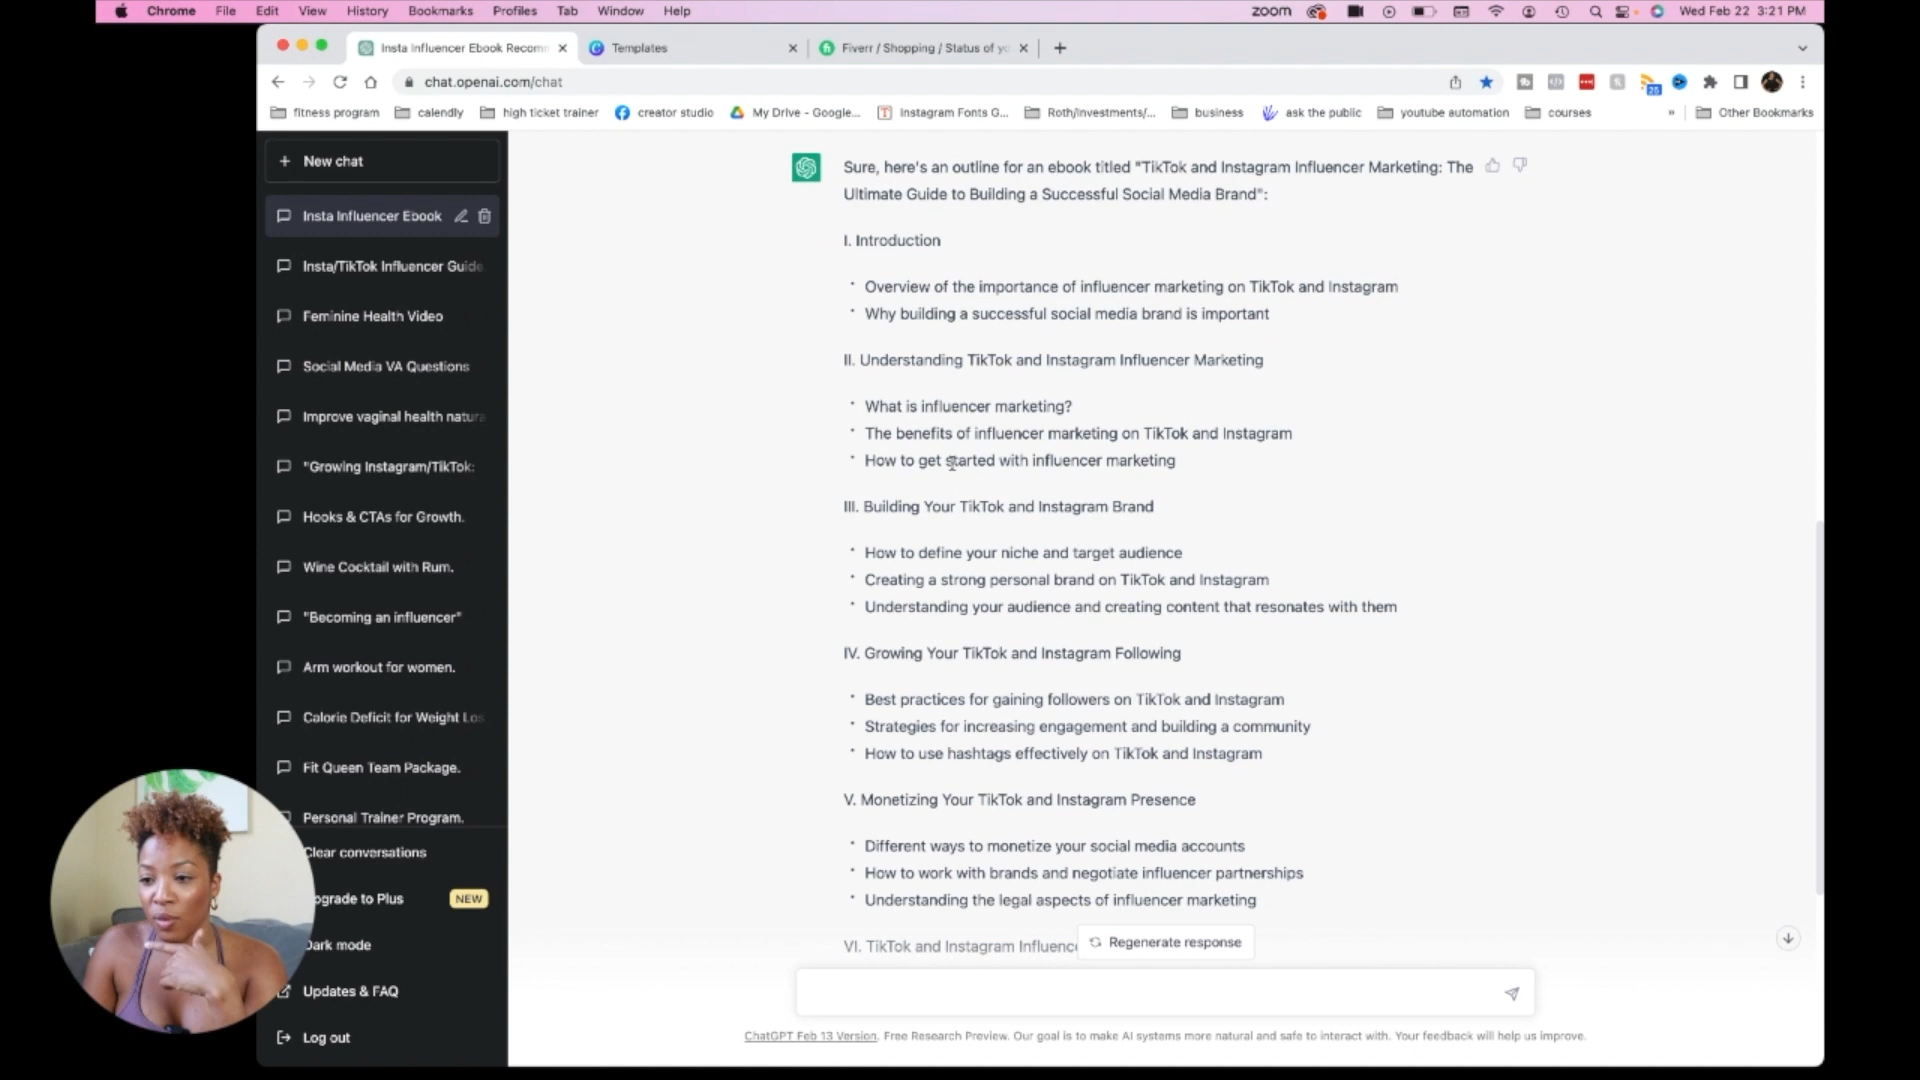 Chrome File Edit View History Bookmarks Profiles Tab Window Help zoom Wed Feb 22 3:21 PM
Insta Influencer Ebook Recom Templates Fiverr / Shopping / Status of yo
chat.openai.com/chat
fitness program calendly high ticket trainer creator studio My Drive - Google... Instagram Fonts G... Roth/Investments/... business ask the public youtube automation courses » Other Bookmarks
New chat
Insta Influencer Ebook
Insta/TikTok Influencer Guide
Feminine Health Video
Social Media VA Questions
Improve vaginal health natura
"Growing Instagram/TikTok:
Hooks & CTAs for Growth.
Wine Cocktail with Rum.
"Becoming an influencer"
Arm workout for women.
Calorie Deficit for Weight Los
Fit Queen Team Package.
Personal Trainer Program.
Clear conversations
pgrade to Plus NEW
Dark mode
Updates & FAQ
Log out
Sure, here's an outline for an ebook titled "TikTok and Instagram Influencer Marketing: The
Ultimate Guide to Building a Successful Social Media Brand":
I. Introduction
• Overview of the importance of influencer marketing on TikTok and Instagram
• Why building a successful social media brand is important
II. Understanding TikTok and Instagram Influencer Marketing
• What is influencer marketing?
• The benefits of influencer marketing on TikTok and Instagram
• How to get started with influencer marketing
III. Building Your TikTok and Instagram Brand
• How to define your niche and target audience
• Creating a strong personal brand on TikTok and Instagram
• Understanding your audience and creating content that resonates with them
IV. Growing Your TikTok and Instagram Following
• Best practices for gaining followers on TikTok and Instagram
• Strategies for increasing engagement and building a community
• How to use hashtags effectively on TikTok and Instagram
V. Monetizing Your TikTok and Instagram Presence
• Different ways to monetize your social media accounts
• How to work with brands and negotiate influencer partnerships
• Understanding the legal aspects of influencer marketing
VI. TikTok and Instagram Influence
Regenerate response
ChatGPT Feb 13 Version. Free Research Preview. Our goal is to make AI systems more natural and safe to interact with. Your feedback will help us improve.